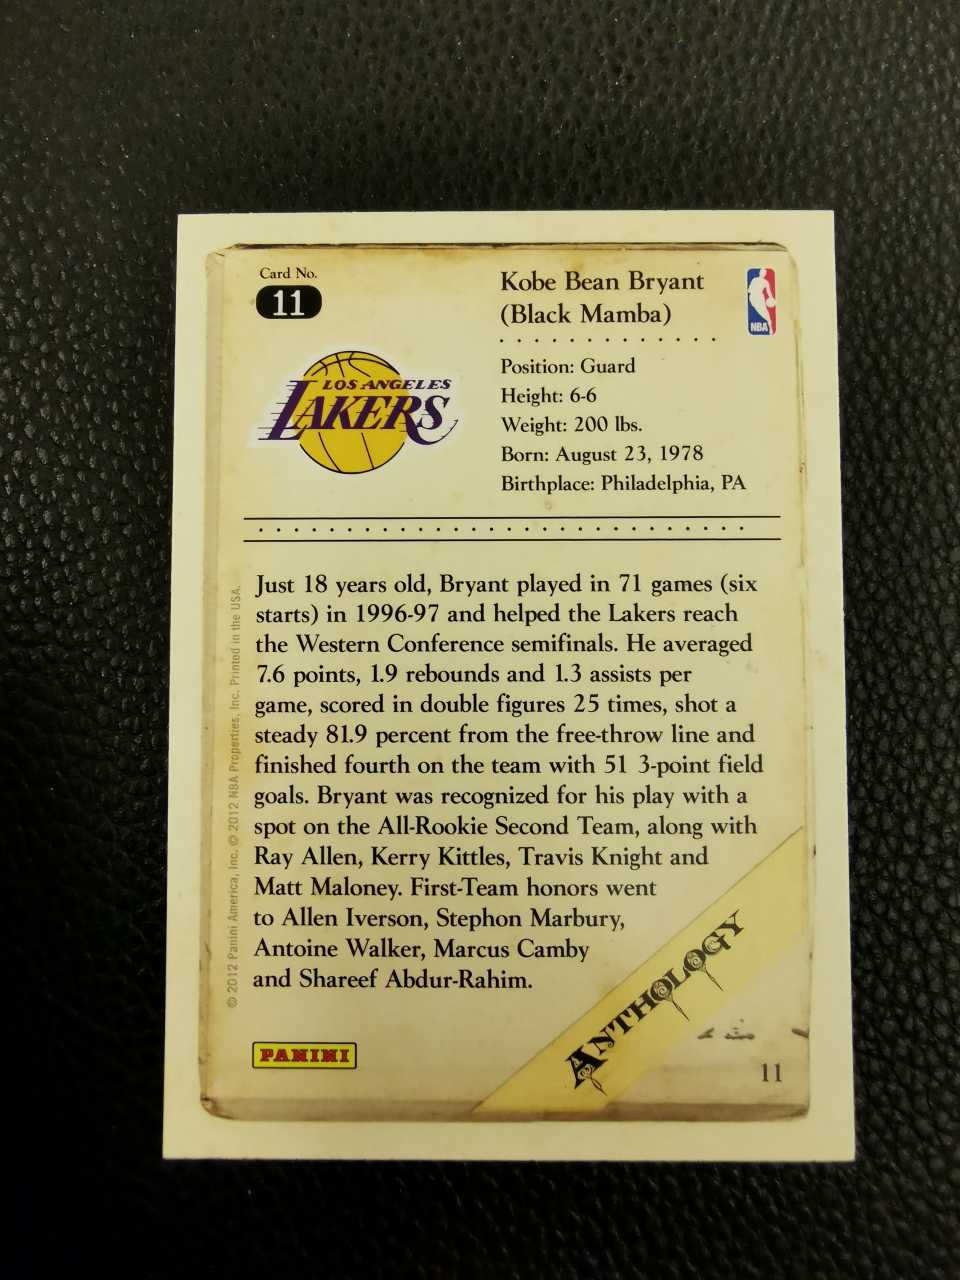 Card No.
11
Kobe Bean Bryant
(Black Mamba)
NBA
LOS ANGELES
LAKERS
Position: Guard
Height: 6-6
Weight: 200 lbs.
Born: August 23, 1978
Birthplace: Philadelphia, PA
Just 18 years old, Bryant played in 71 games (six
starts) in 1996-97 and helped the Lakers reach
the Western Conference semifinals. He averaged
7.6 points, 1.9 rebounds and 1.3 assists per
game, scored in double figures 25 times, shot a
steady 81.9 percent from the free-throw line and
finished fourth on the team with 51 3-point field
goals. Bryant was recognized for his play with a
spot on the All-Rookie Second Team, along with
Ray Allen, Kerry Kittles, Travis Knight and
Matt Maloney. First-Team honors went
to Allen Iverson, Stephon Marbury,
Antoine Walker, Marcus Camby
and Shareef Abdur-Rahim.
© 2012 Panini America, Inc. © 2012 NBA Properties, Inc. Printed in the USA.
PANINI
ANTHOLOGY
11